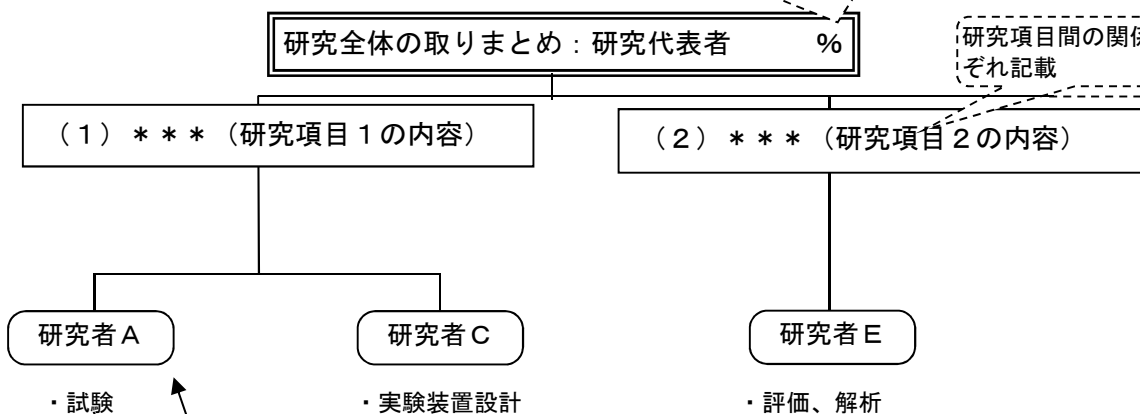 研究全体の取りまとめ：研究代表者　　　%
研究項目間の関係
ぞれ記載
（１）＊＊＊（研究項目１の内容）
（２）＊＊＊（研究項目２の内容）
研究者Ａ
研究者Ｃ
研究者Ｅ
・試験
・実験装置設計
・評価、解析